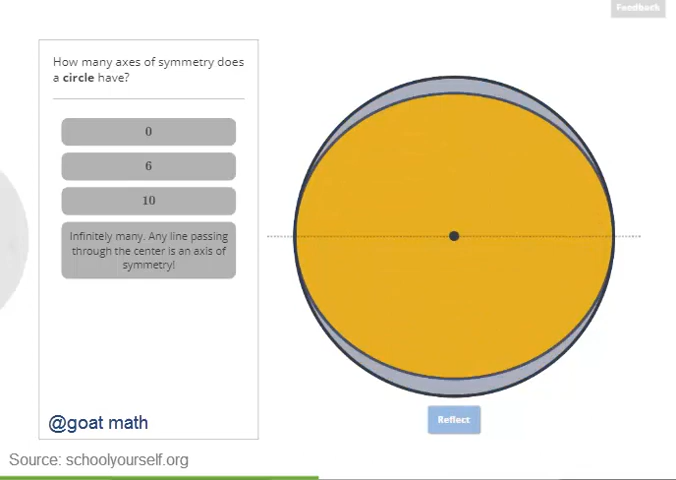 Feedback
How many axes of symmetry does
a circle have?
0
6
10
Infinitely many. Any line passing
through the center is an axis of
symmetry!
@goat math
Reflect
Source: schoolyourself.org